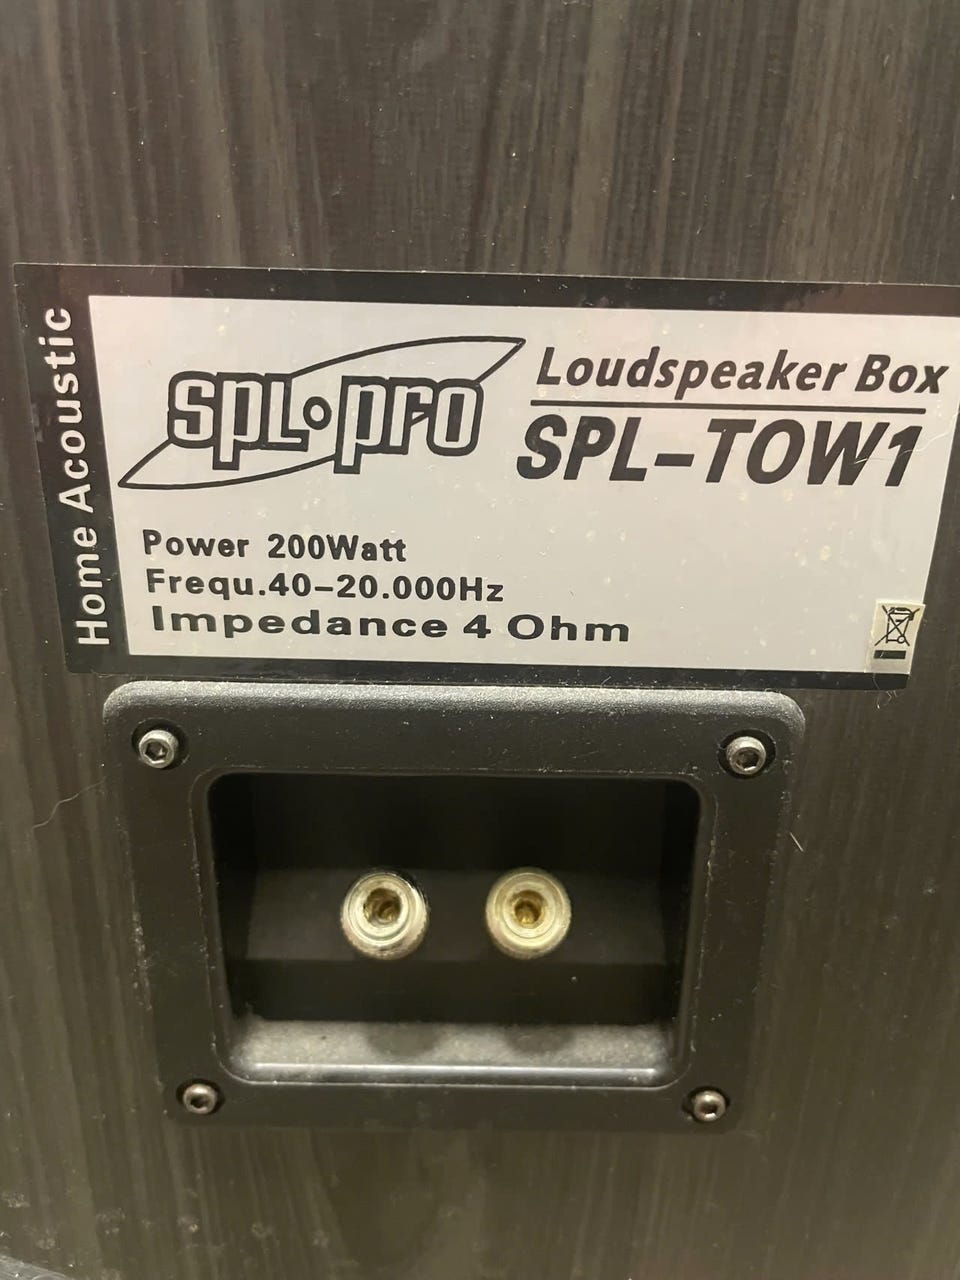 Home Acoustic
SPL·PRO
Loudspeaker Box
SPL-TOW1
Power 200Watt
Frequ.40-20.000Hz
Impedance 4 Ohm